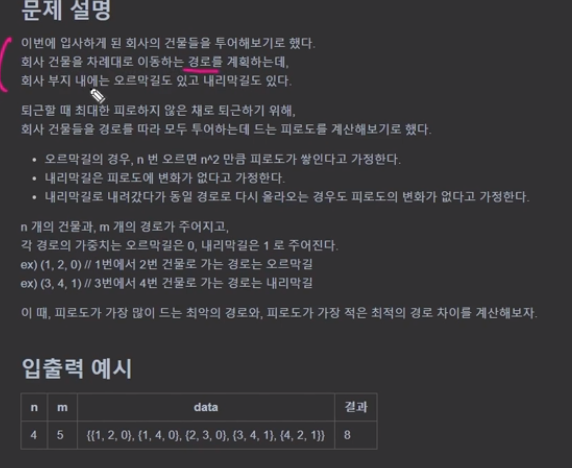 문제 설명
이번에 입사하게 된 회사의 건물들을 투어해보기로 했다.
회사 건물을 차례대로 이동하는 경로를 계획하는데,
회사 부지 내에는 오르막길도 있고 내리막길도 있다.
퇴근할 때 최대한 피로하지 않은 채로 퇴근하기 위해,
회사 건물들을 경로를 따라 모두 투어하는데 드는 피로도를 계산해보기로 했다.
• 오르막길의 경우, n 번 오르면 n^2 만큼 피로도가 쌓인다고 가정한다.
• 내리막길은 피로도에 변화가 없다고 가정한다.
• 내리막길로 내려갔다가 동일 경로로 다시 올라오는 경우도 피로도의 변화가 없다고 가정한다.
n 개의 건물과, m 개의 경로가 주어지고,
각 경로의 가중치는 오르막길은 0, 내리막길은 1 로 주어진다.
ex) (1, 2, 0) // 1번에서 2번 건물로 가는 경로는 오르막길
ex) (3, 4, 1) // 3번에서 4번 건물로 가는 경로는 내리막길
이 때, 피로도가 가장 많이 드는 최악의 경로와, 피로도가 가장 적은 최적의 경로 차이를 계산해보자.
입출력 예시
n m data 결과
4 5 {{1, 2, 0}, {1, 4, 0}, {2, 3, 0}, {3, 4, 1}, {4, 2, 1}} 8